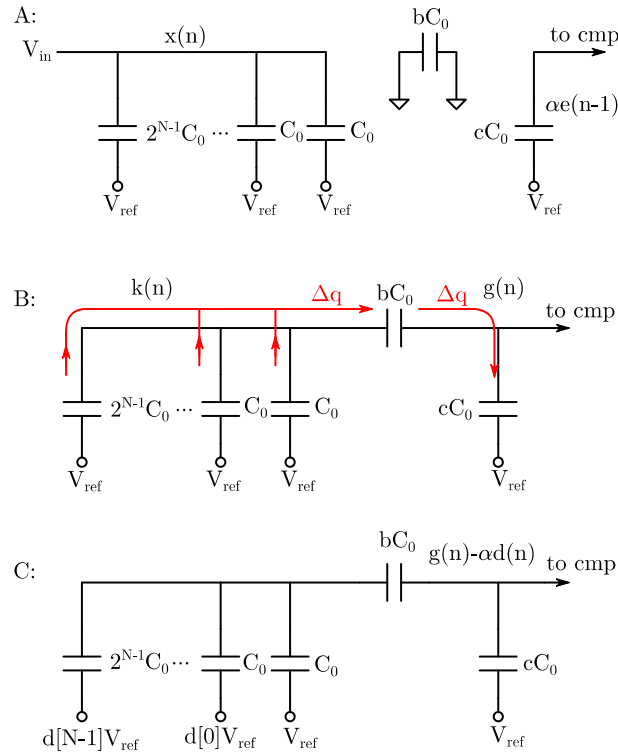 A:
V_in x(n) bC_0 to cmp
αe(n-1)
2^{N-1}C_0 ... C_0 C_0 cC_0
V_ref V_ref V_ref V_ref
B:
k(n) Δq bC_0 Δq g(n)
to cmp
2^{N-1}C_0 ... C_0 C_0 cC_0
V_ref V_ref V_ref V_ref
C:
bC_0 g(n)-αd(n)
to cmp
2^{N-1}C_0 ... C_0 C_0 cC_0
d[N-1]V_ref d[0]V_ref V_ref V_ref